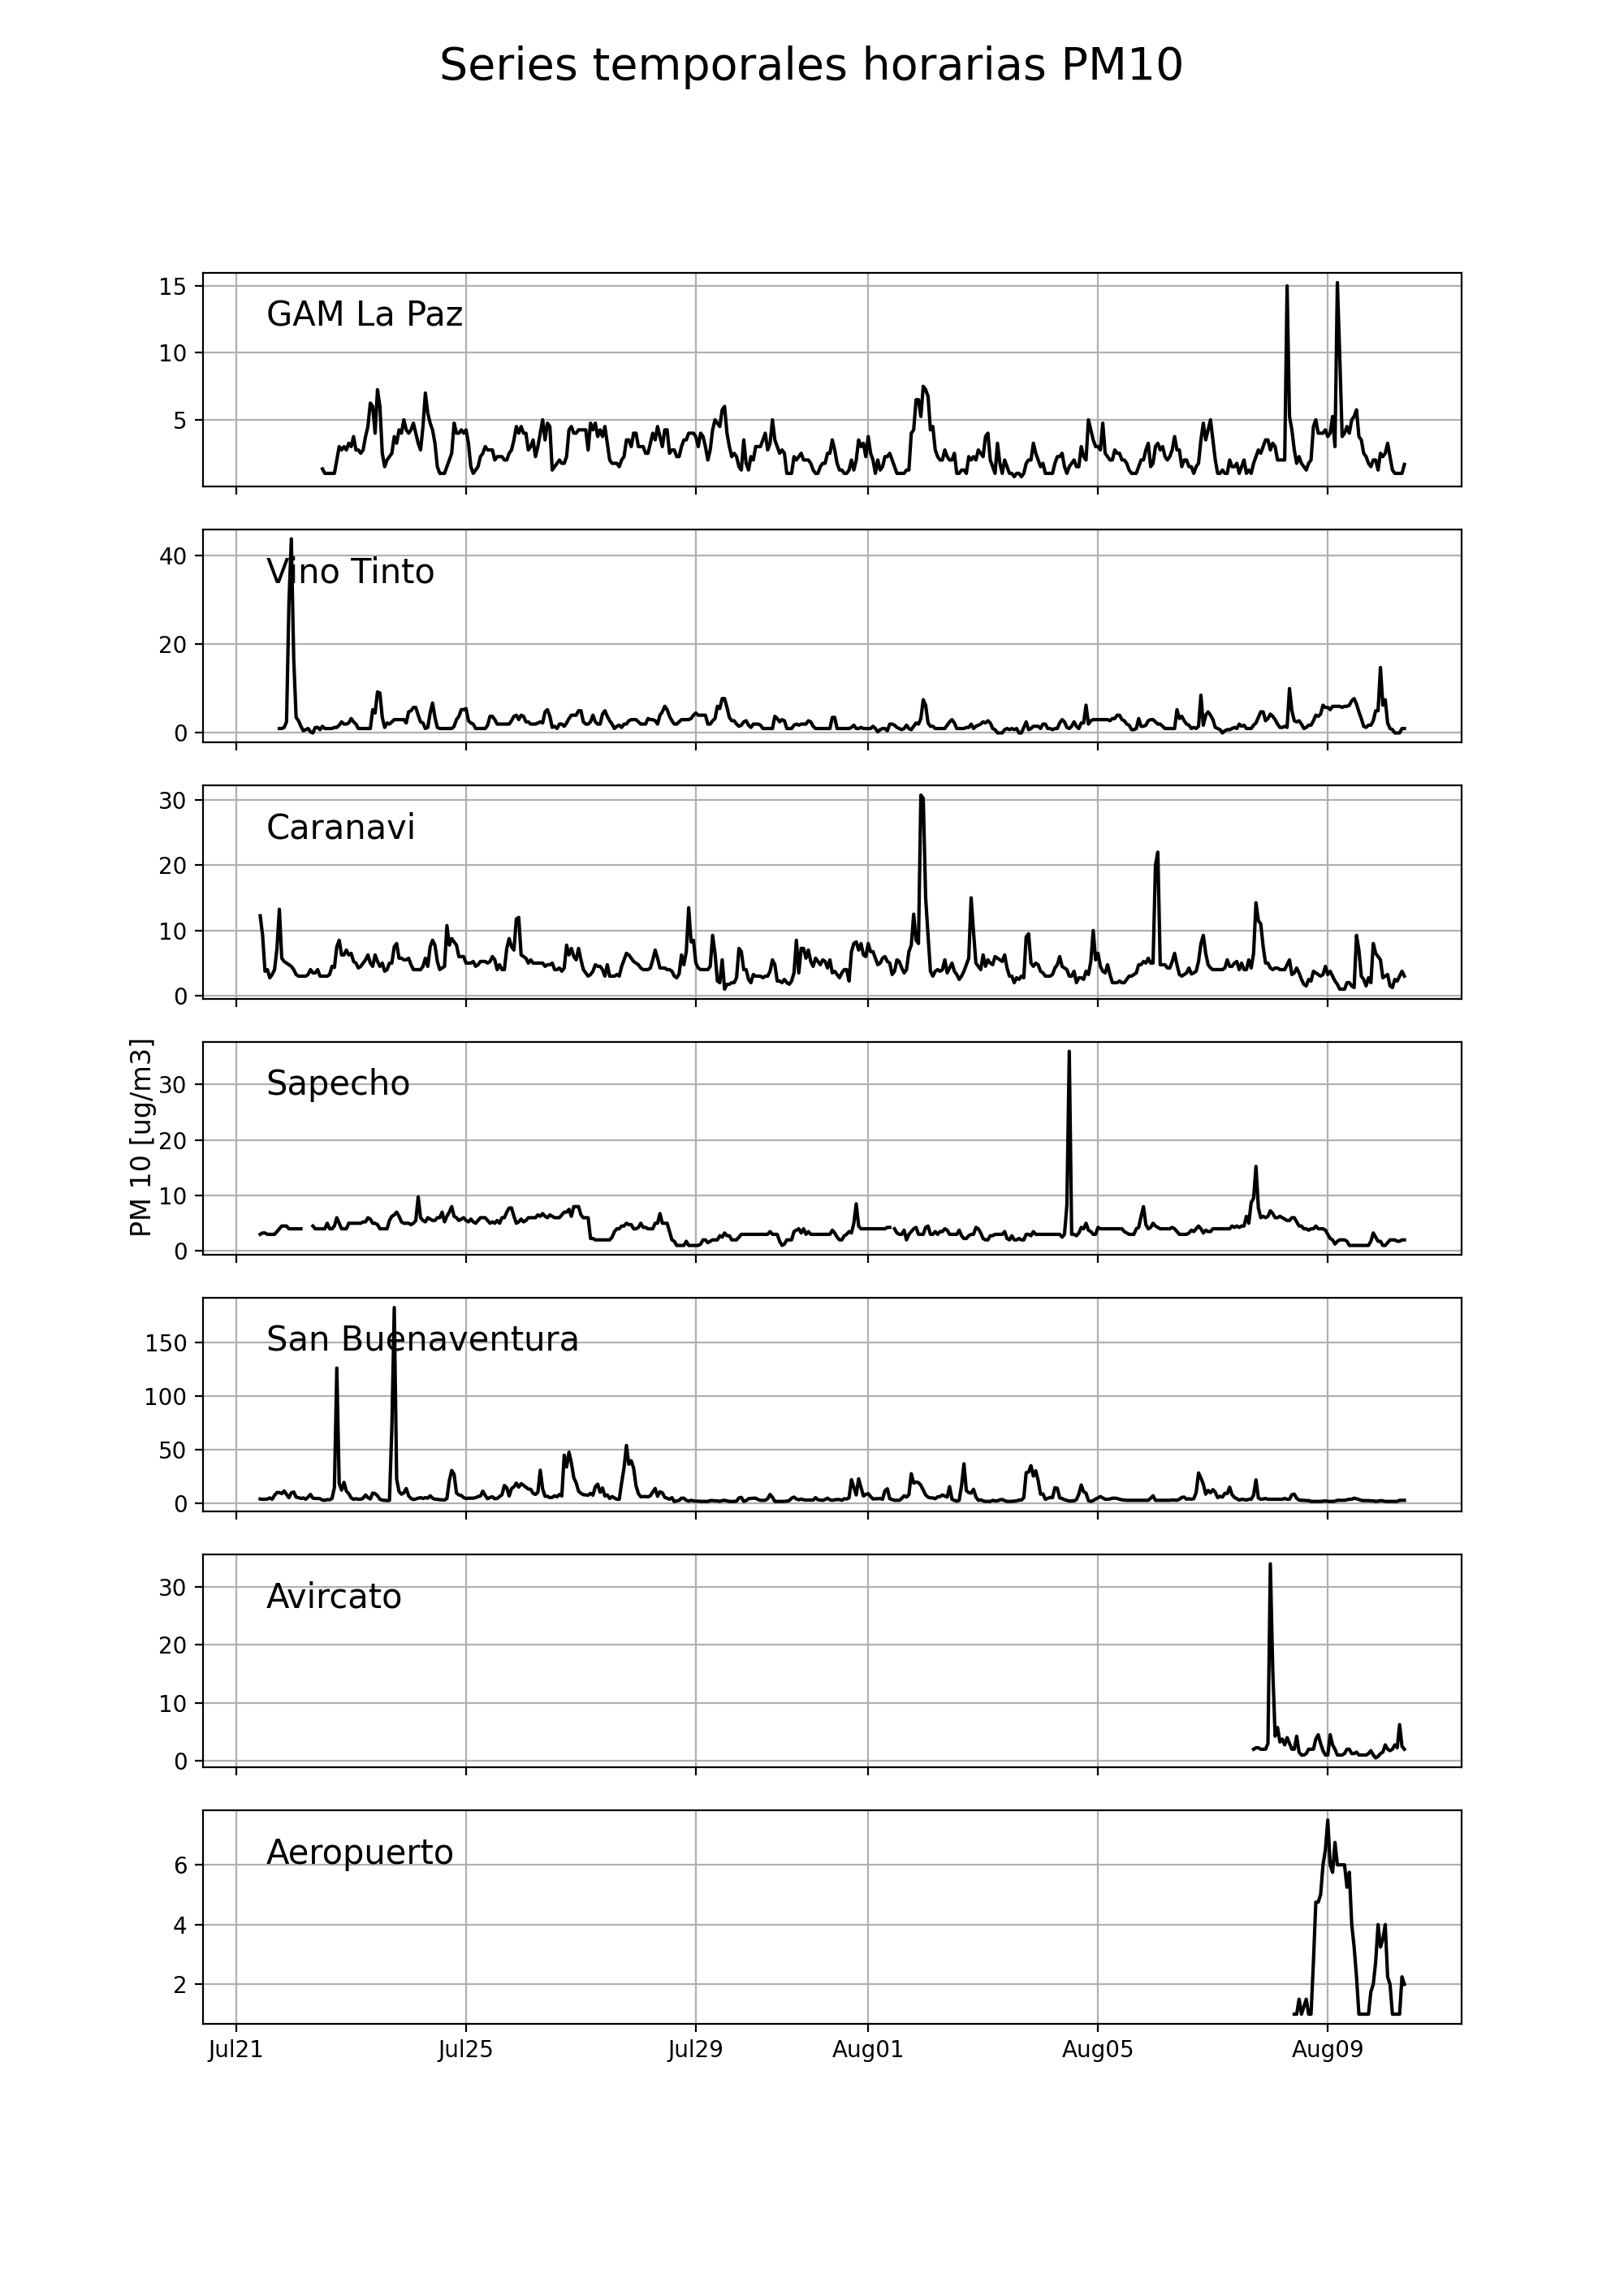 Series temporales horarias PM10
15
GAM La Paz
10
5
40
Vino Tinto
20
0
30
Caranavi
20
10
0
PM 10 [ug/m3]
30
Sapecho
20
10
0
150
San Buenaventura
100
50
0
30
Avircato
20
10
0
Aeropuerto
6
4
2
Jul21 Jul25 Jul29 Aug01 Aug05 Aug09